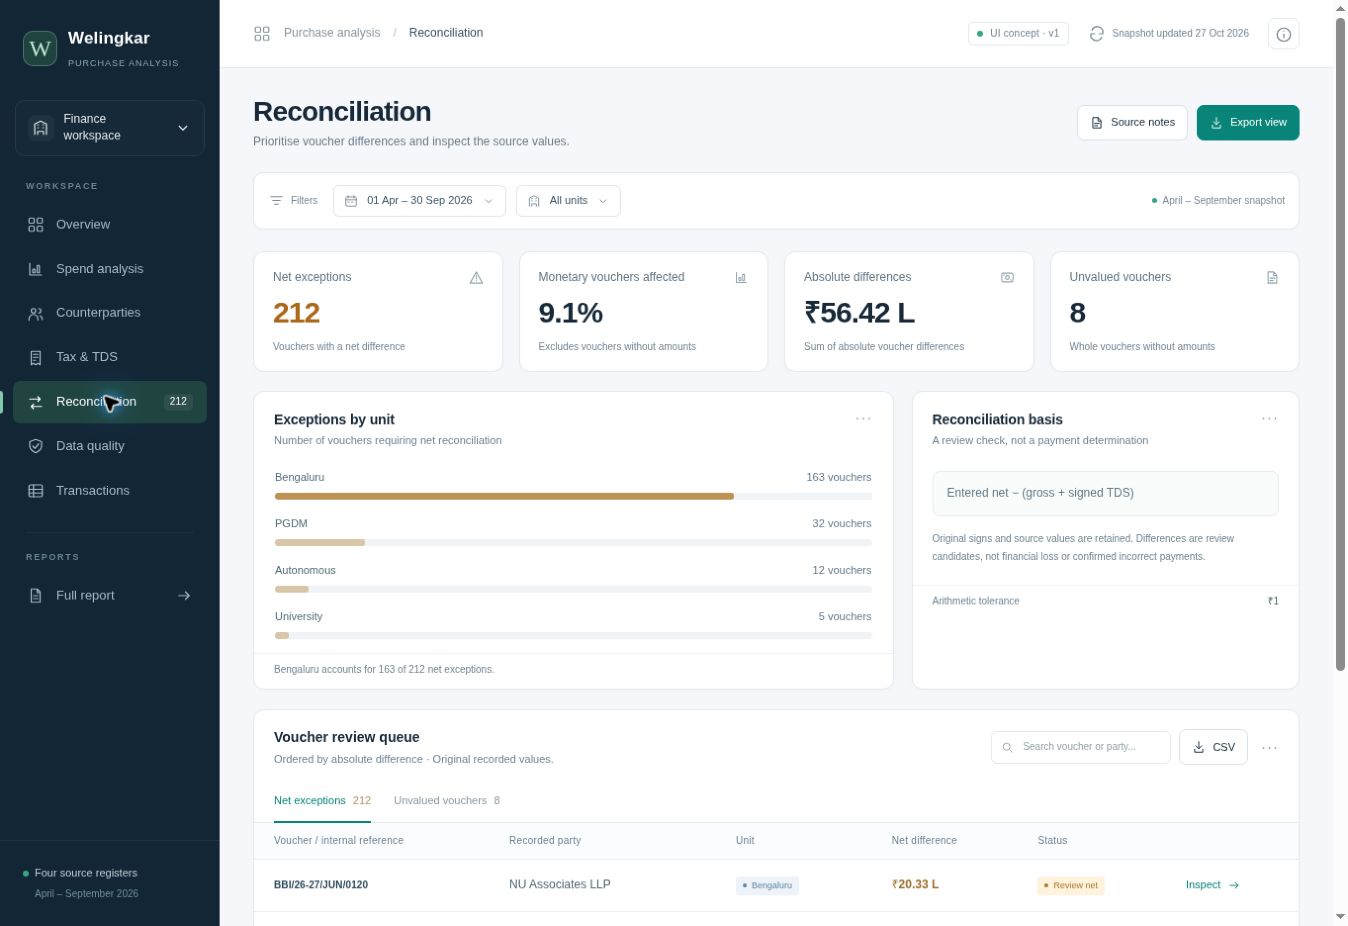 W
Welingkar
PURCHASE ANALYSIS
Finance
workspace
WORKSPACE
Overview
Spend analysis
Counterparties
Tax & TDS
Reconciliation 212
Data quality
Transactions
REPORTS
Full report
Four source registers
April – September 2026
Purchase analysis / Reconciliation
UI concept · v1
Snapshot updated 27 Oct 2026
Reconciliation
Prioritise voucher differences and inspect the source values.
Source notes
Export view
Filters
01 Apr – 30 Sep 2026
All units
April – September snapshot
Net exceptions
212
Vouchers with a net difference
Monetary vouchers affected
9.1%
Excludes vouchers without amounts
Absolute differences
₹56.42 L
Sum of absolute voucher differences
Unvalued vouchers
8
Whole vouchers without amounts
Exceptions by unit
Number of vouchers requiring net reconciliation
Bengaluru 163 vouchers
PGDM 32 vouchers
Autonomous 12 vouchers
University 5 vouchers
Bengaluru accounts for 163 of 212 net exceptions.
Reconciliation basis
A review check, not a payment determination
Entered net − (gross + signed TDS)
Original signs and source values are retained. Differences are review
candidates, not financial loss or confirmed incorrect payments.
Arithmetic tolerance ₹1
Voucher review queue
Ordered by absolute difference · Original recorded values.
Search voucher or party...
CSV
Net exceptions 212 Unvalued vouchers 8
Voucher / internal reference Recorded party Unit Net difference Status
BBI/26-27/JUN/0120 NU Associates LLP Bengaluru ₹20.33 L Review net Inspect